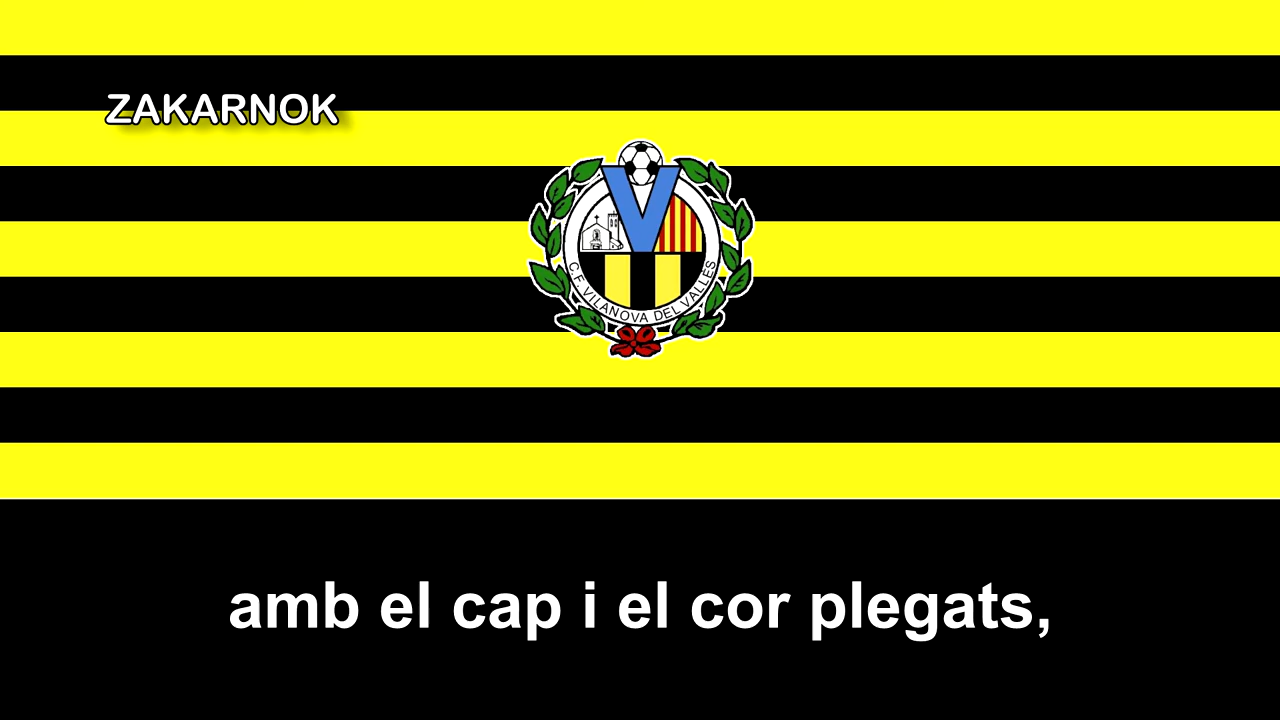 ZAKARNOK
V
C.F. VILANOVA DEL VALLÈS
amb el cap i el cor plegats,